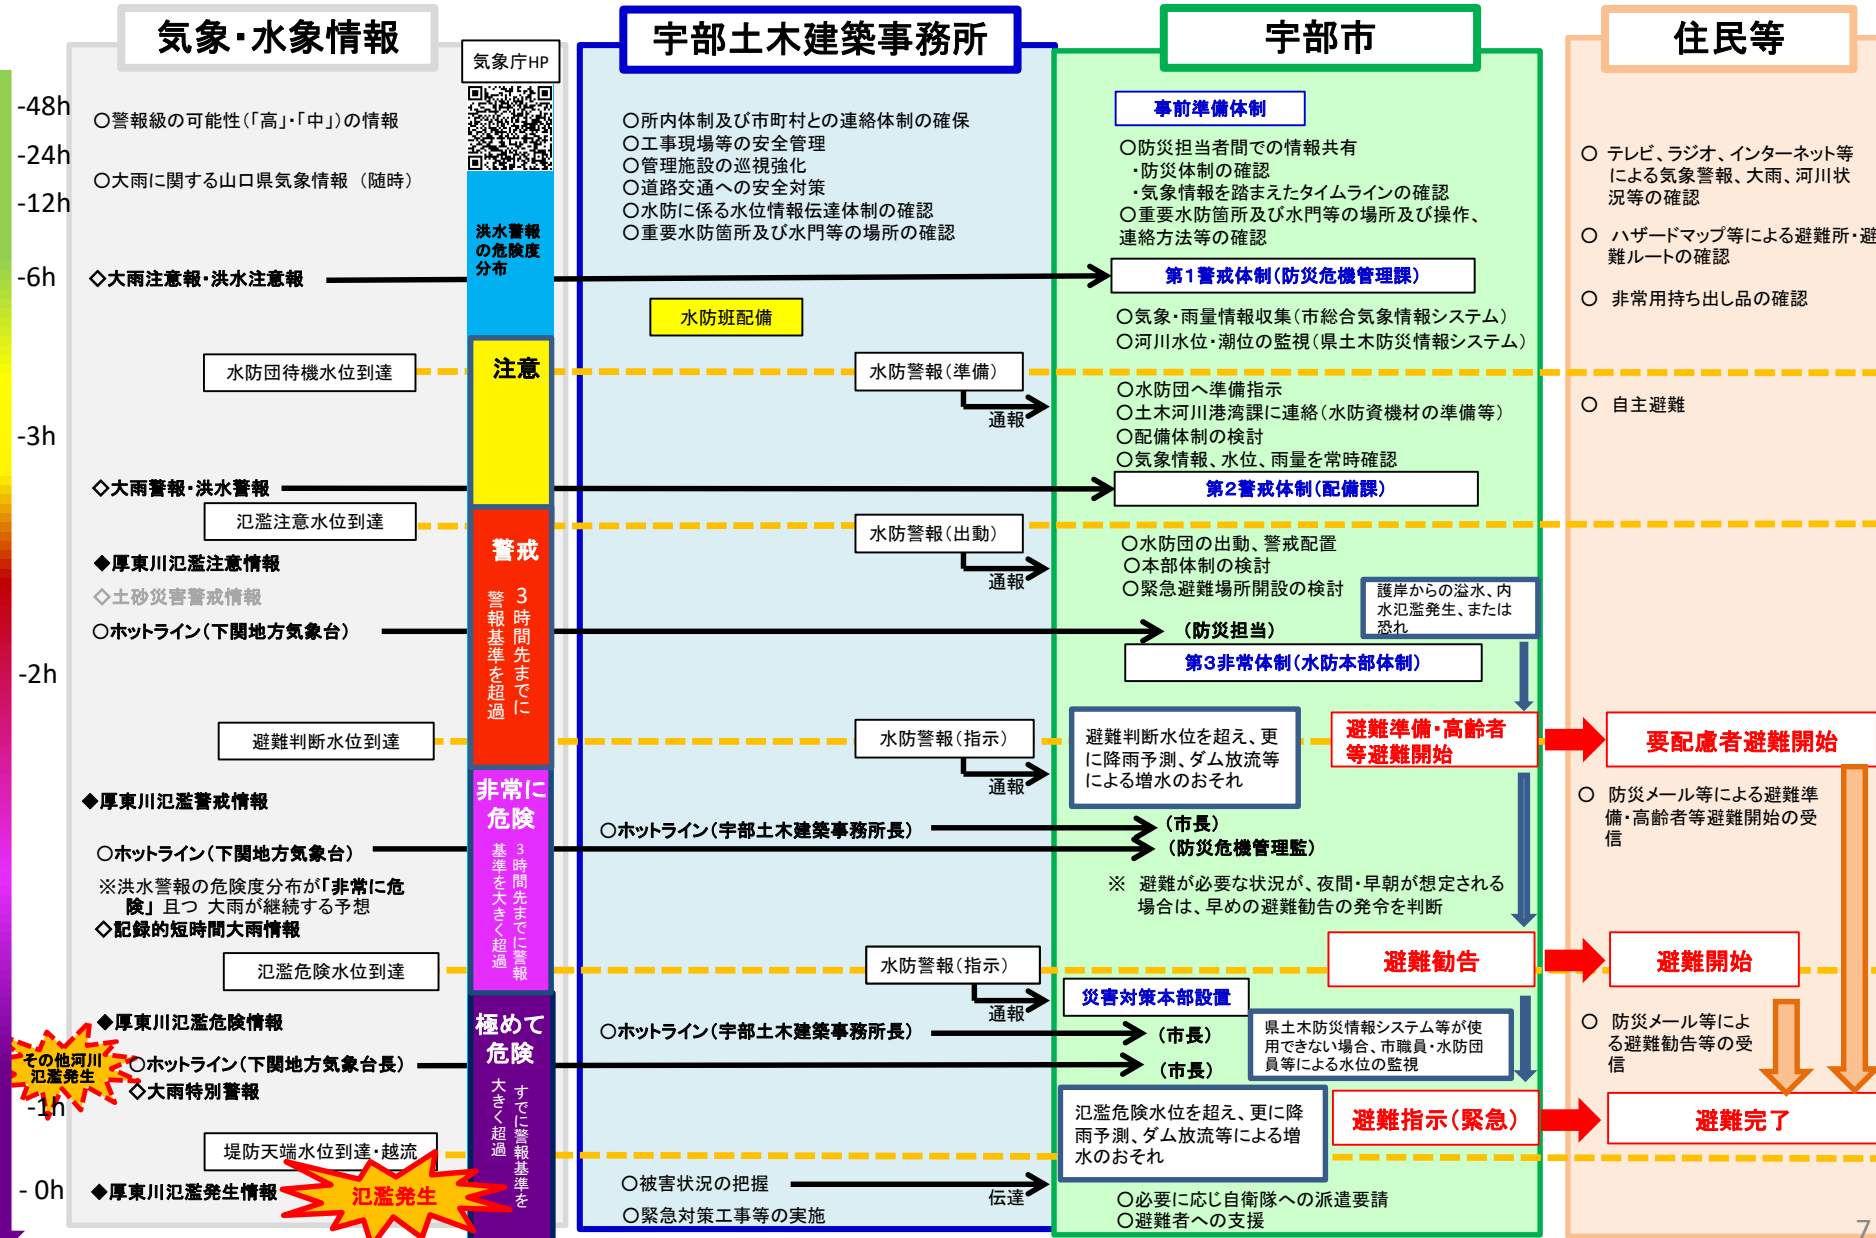 気象・水象情報
気象庁HP
-48h
-24h
-12h
-6h
-3h
-2h
-1h
- 0h
○警報級の可能性(「高」・「中」)の情報
○大雨に関する山口県気象情報 (随時)
◇大雨注意報・洪水注意報
水防団待機水位到達
◇大雨警報・洪水警報
氾濫注意水位到達
◆厚東川氾濫注意情報
◇土砂災害警戒情報
○ホットライン(下関地方気象台)
避難判断水位到達
◆厚東川氾濫警戒情報
○ホットライン(下関地方気象台)
※洪水警報の危険度分布が「非常に危
険」 且つ 大雨が継続する予想
◇記録的短時間大雨情報
氾濫危険水位到達
◆厚東川氾濫危険情報
その他河川
氾濫発生
○ホットライン(下関地方気象台長)
◇大雨特別警報
堤防天端水位到達・越流
◆厚東川氾濫発生情報
氾濫発生
洪水警報
の危険度
分布
注意
警戒
3時間先までに
警報基準を超過
非常に
危険
3時間先までに警報
基準を大きく超過
極めて
危険
すでに警報基準を
大きく超過
宇部土木建築事務所
○所内体制及び市町村との連絡体制の確保
○工事現場等の安全管理
○管理施設の巡視強化
○道路交通への安全対策
○水防に係る水位情報伝達体制の確認
○重要水防箇所及び水門等の場所の確認
水防班配備
水防警報(準備)
通報
水防警報(出動)
通報
水防警報(指示)
通報
○ホットライン(宇部土木建築事務所長)
水防警報(指示)
通報
○ホットライン(宇部土木建築事務所長)
○被害状況の把握
伝達
○緊急対策工事等の実施
宇部市
事前準備体制
○防災担当者間での情報共有
・防災体制の確認
・気象情報を踏まえたタイムラインの確認
○重要水防箇所及び水門等の場所及び操作、
連絡方法等の確認
第1警戒体制(防災危機管理課)
○気象・雨量情報収集(市総合気象情報システム)
○河川水位・潮位の監視(県土木防災情報システム)
○水防団へ準備指示
○土木河川港湾課に連絡(水防資機材の準備等)
○配備体制の検討
○気象情報、水位、雨量を常時確認
第2警戒体制(配備課)
○水防団の出動、警戒配置
○本部体制の検討
○緊急避難場所開設の検討
護岸からの溢水、内
水氾濫発生、または
恐れ
(防災担当)
第3非常体制(水防本部体制)
避難判断水位を超え、更
に降雨予測、ダム放流等
による増水のおそれ
避難準備・高齢者
等避難開始
(市長)
(防災危機管理監)
※ 避難が必要な状況が、夜間・早朝が想定される
場合は、早めの避難勧告の発令を判断
避難勧告
災害対策本部設置
(市長)
(市長)
県土木防災情報システム等が使
用できない場合、市職員・水防団
員等による水位の監視
氾濫危険水位を超え、更に降
雨予測、ダム放流等による増
水のおそれ
避難指示(緊急)
○必要に応じ自衛隊への派遣要請
○避難者への支援
住民等
○ テレビ、ラジオ、インターネット等
による気象警報、大雨、河川状
況等の確認
○ ハザードマップ等による避難所・避
難ルートの確認
○ 非常用持ち出し品の確認
○ 自主避難
要配慮者避難開始
○ 防災メール等による避難準
備・高齢者等避難開始の受
信
避難開始
○ 防災メール等によ
る避難勧告等の受
信
避難完了
7